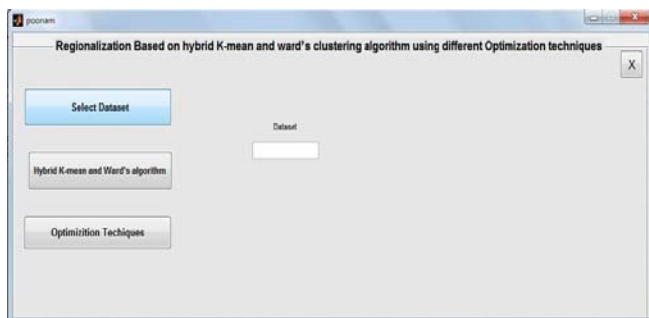 poonam
Regionalization Based on hybrid K-mean and ward's clustering algorithm using different Optimization techniques
X
Select Dataset
Dataset
Hybrid K-mean and Ward's algorithm
Optimizition Techiques